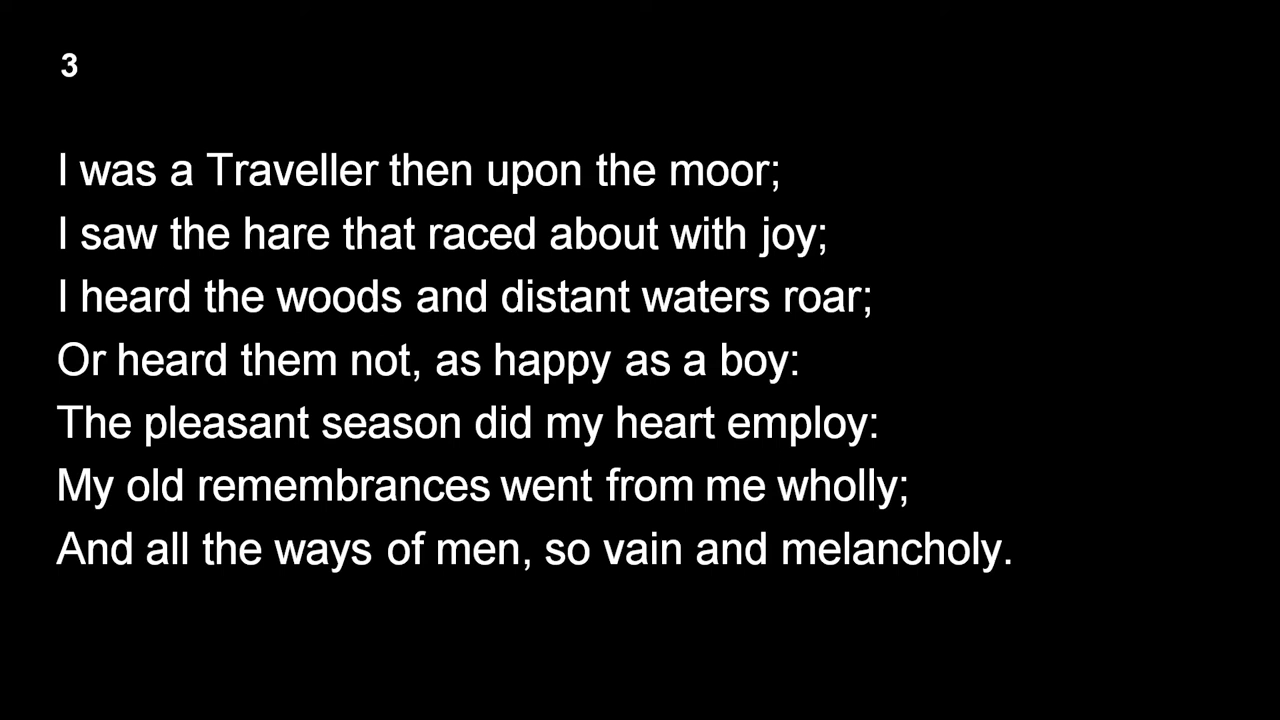 3
I was a Traveller then upon the moor;
I saw the hare that raced about with joy;
I heard the woods and distant waters roar;
Or heard them not, as happy as a boy:
The pleasant season did my heart employ:
My old remembrances went from me wholly;
And all the ways of men, so vain and melancholy.